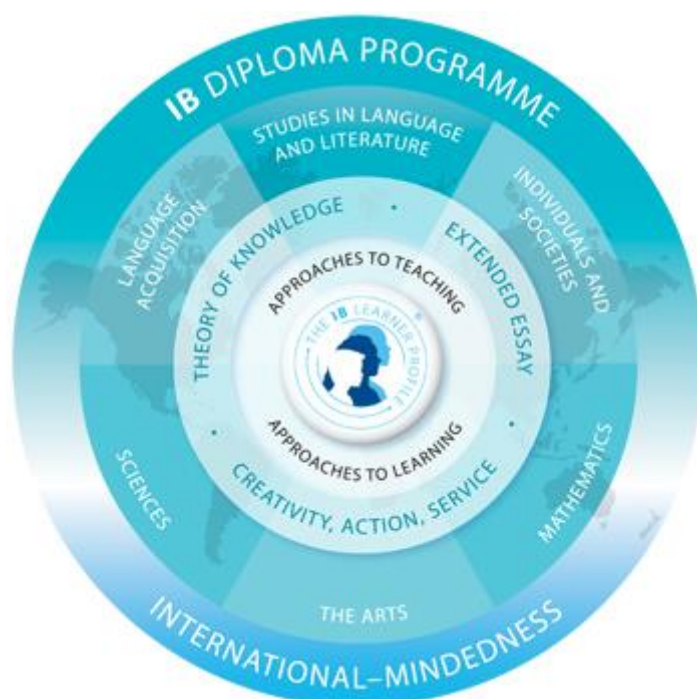 IB DIPLOMA PROGRAMME
STUDIES IN LANGUAGE
AND LITERATURE
LANGUAGE
ACQUISITION
INDIVIDUALS AND
SOCIETIES
THEORY OF KNOWLEDGE
EXTENDED ESSAY
APPROACHES TO TEACHING
THE IB LEARNER PROFILE
®
APPROACHES TO LEARNING
CREATIVITY, ACTION, SERVICE
SCIENCES
MATHEMATICS
THE ARTS
INTERNATIONAL–MINDEDNESS